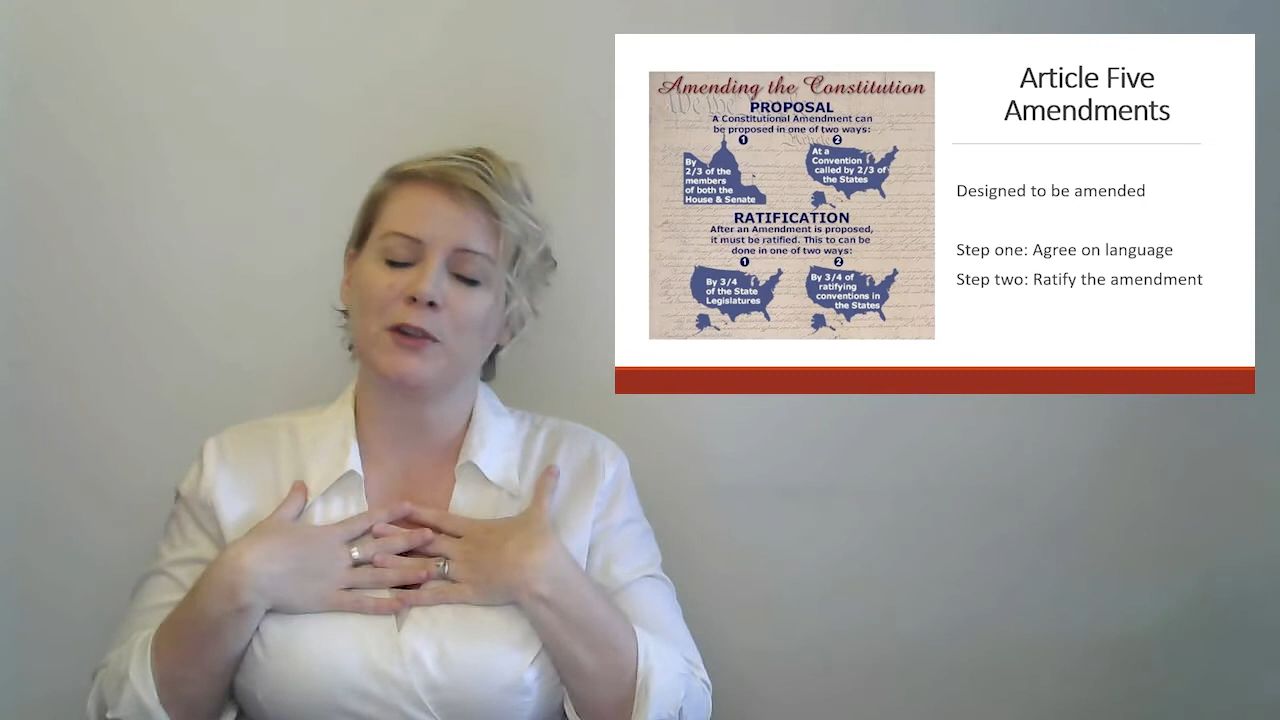 Amending the Constitution
PROPOSAL
A Constitutional Amendment can
be proposed in one of two ways:
1
By
2/3 of the
members
of both the
House & Senate
2
At a
Convention
called by 2/3 of
the States
RATIFICATION
After an Amendment is proposed,
it must be ratified. This to can be
done in one of two ways:
1
By 3/4
of the State
Legislatures
2
By 3/4 of
ratifying
conventions in
the States
Article Five
Amendments
Designed to be amended
Step one: Agree on language
Step two: Ratify the amendment